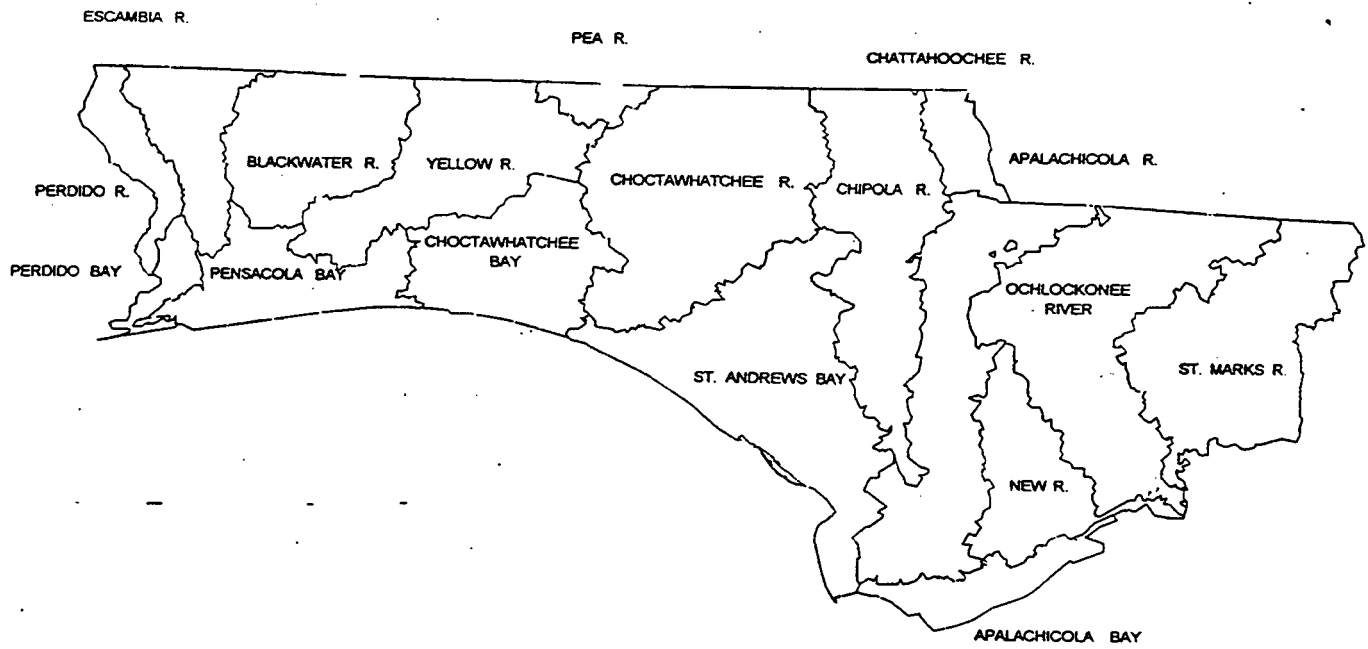 ESCAMBIA R.
PEA R.
CHATTAHOOCHEE R.
BLACKWATER R.
YELLOW R.
APALACHICOLA R.
PERDIDO R.
CHOCTAWHATCHEE R.
CHIPOLA R.
CHOCTAWHATCHEE
BAY
PERDIDO BAY
PENSACOLA BAY
OCHLOCKONEE
RIVER
ST. ANDREWS BAY
ST. MARKS R.
NEW R.
APALACHICOLA BAY